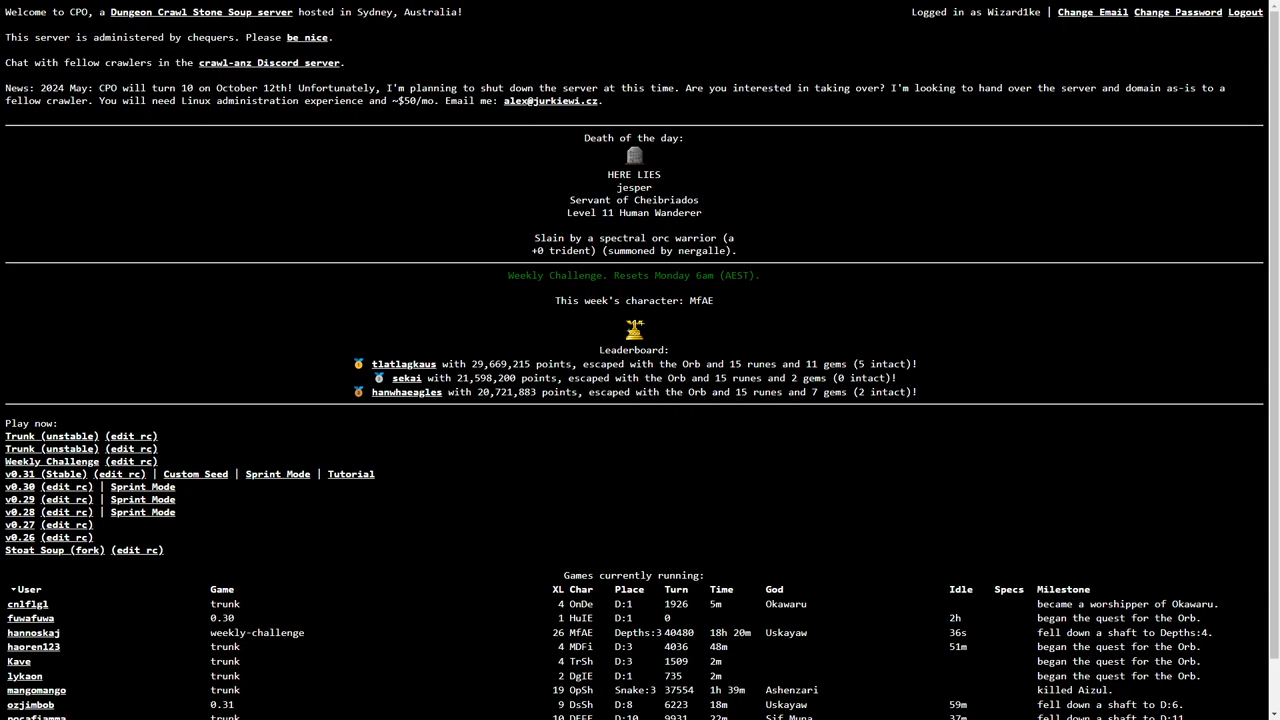 Welcome to CPO, a Dungeon Crawl Stone Soup server hosted in Sydney, Australia!
Logged in as Wizard1ke | Change Email Change Password Logout
This server is administered by chequers. Please be nice.
Chat with fellow crawlers in the crawl-anz Discord server.
News: 2024 May: CPO will turn 10 on October 12th! Unfortunately, I'm planning to shut down the server at this time. Are you interested in taking over? I'm looking to hand over the server and domain as-is to a
fellow crawler. You will need Linux administration experience and ~$50/mo. Email me: alex@jurkiewi.cz.
Death of the day:
HERE LIES
jesper
Servant of Cheibriados
Level 11 Human Wanderer
Slain by a spectral orc warrior (a
+0 trident) (summoned by nergalle).
Weekly Challenge. Resets Monday 6am (AEST).
This week's character: MfAE
Leaderboard:
tlatlagkaus with 29,669,215 points, escaped with the Orb and 15 runes and 11 gems (5 intact)!
sekai with 21,598,200 points, escaped with the Orb and 15 runes and 2 gems (0 intact)!
hanwhaeagles with 20,721,883 points, escaped with the Orb and 15 runes and 7 gems (2 intact)!
Play now:
Trunk (unstable) (edit rc)
Trunk (unstable) (edit rc)
Weekly Challenge (edit rc)
v0.31 (Stable) (edit rc) | Custom Seed | Sprint Mode | Tutorial
v0.30 (edit rc) | Sprint Mode
v0.29 (edit rc) | Sprint Mode
v0.28 (edit rc) | Sprint Mode
v0.27 (edit rc)
v0.26 (edit rc)
Stoat Soup (fork) (edit rc)
Games currently running:
User Game XL Char Place Turn Time God Idle Specs Milestone
cnlflgl trunk 4 OnDe D:1 1926 5m Okawaru became a worshipper of Okawaru.
fuwafuwa 0.30 1 HuIE D:1 0 2h began the quest for the Orb.
hannoskaj weekly-challenge 26 MfAE Depths:3 40480 18h 20m Uskayaw 36s fell down a shaft to Depths:4.
haoren123 trunk 4 MDFi D:3 4036 48m 51m began the quest for the Orb.
Kave trunk 4 TrSh D:3 1509 2m began the quest for the Orb.
lykaon trunk 2 DgIE D:1 735 2m began the quest for the Orb.
mangomango trunk 19 OpSh Snake:3 37554 1h 39m Ashenzari killed Aizul.
ozjimbob 0.31 9 DsSh D:8 6223 18m Uskayaw 59m fell down a shaft to D:6.
pocafiamma trunk 10 DEFE D:10 9931 22m Sif Muna 37m fell down a shaft to D:11.